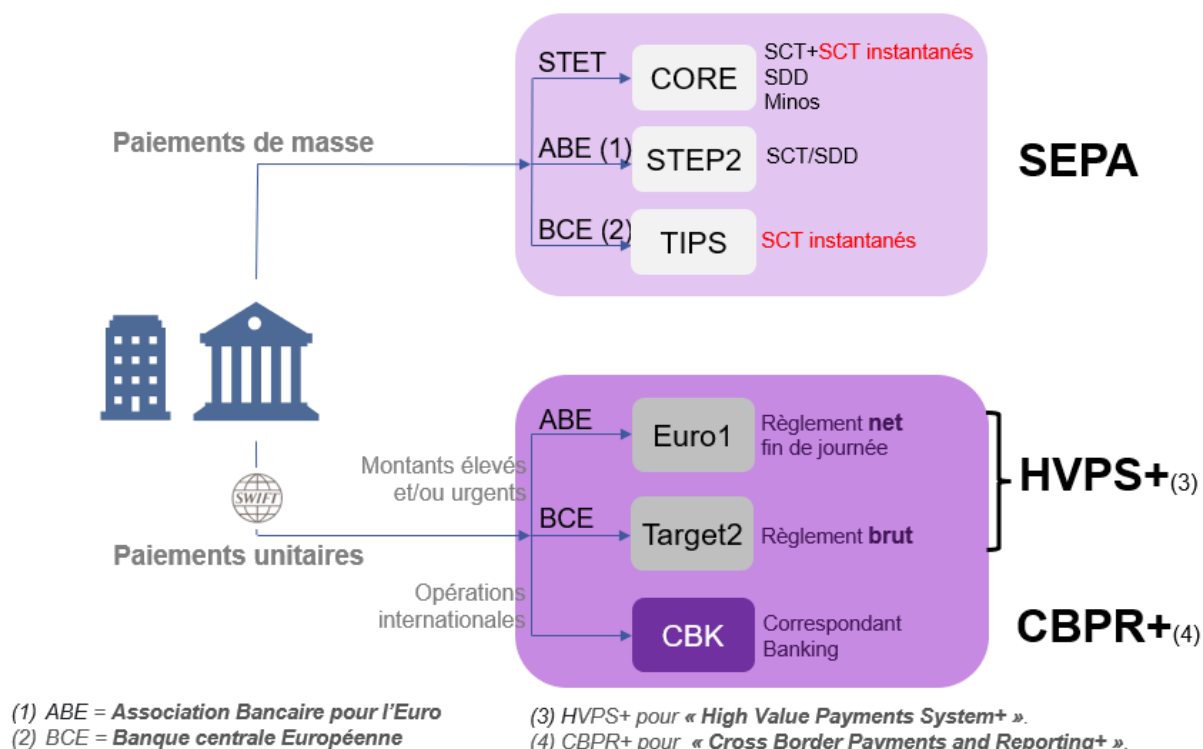 STET
CORE
SCT+SCT instantanés
SDD
Minos
Paiements de masse
ABE (1)
STEP2
SCT/SDD
SEPA
BCE (2)
TIPS
SCT instantanés
ABE
Euro1
Règlement net
fin de journée
Montants élevés
et/ou urgents
HVPS+(3)
SWIFT
BCE
Target2
Règlement brut
Paiements unitaires
Opérations
internationales
CBK
Correspondant
Banking
CBPR+(4)
(1) ABE = Association Bancaire pour l'Euro
(2) BCE = Banque centrale Européenne
(3) HVPS+ pour « High Value Payments System+ ».
(4) CBPR+ pour « Cross Border Payments and Reporting+ ».